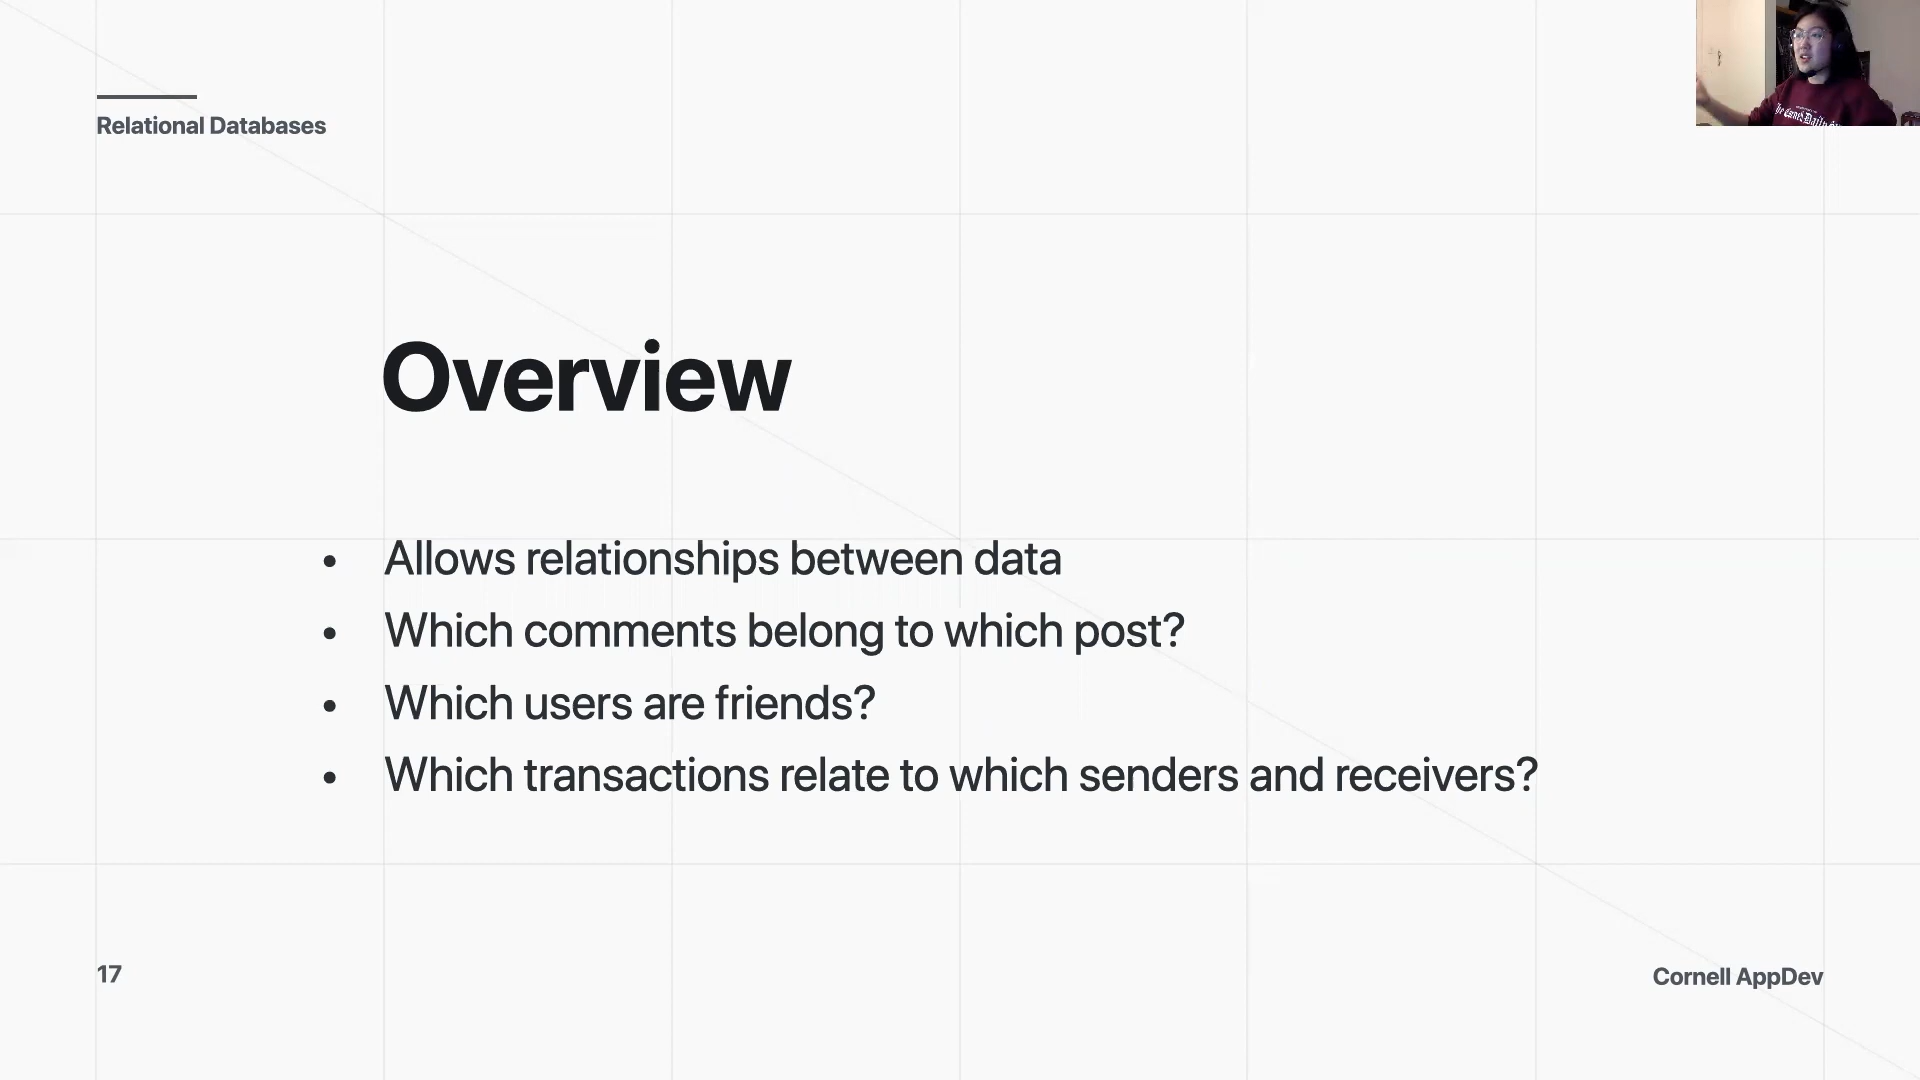 Relational Databases
Overview
• Allows relationships between data
• Which comments belong to which post?
• Which users are friends?
• Which transactions relate to which senders and receivers?
17
Cornell AppDev